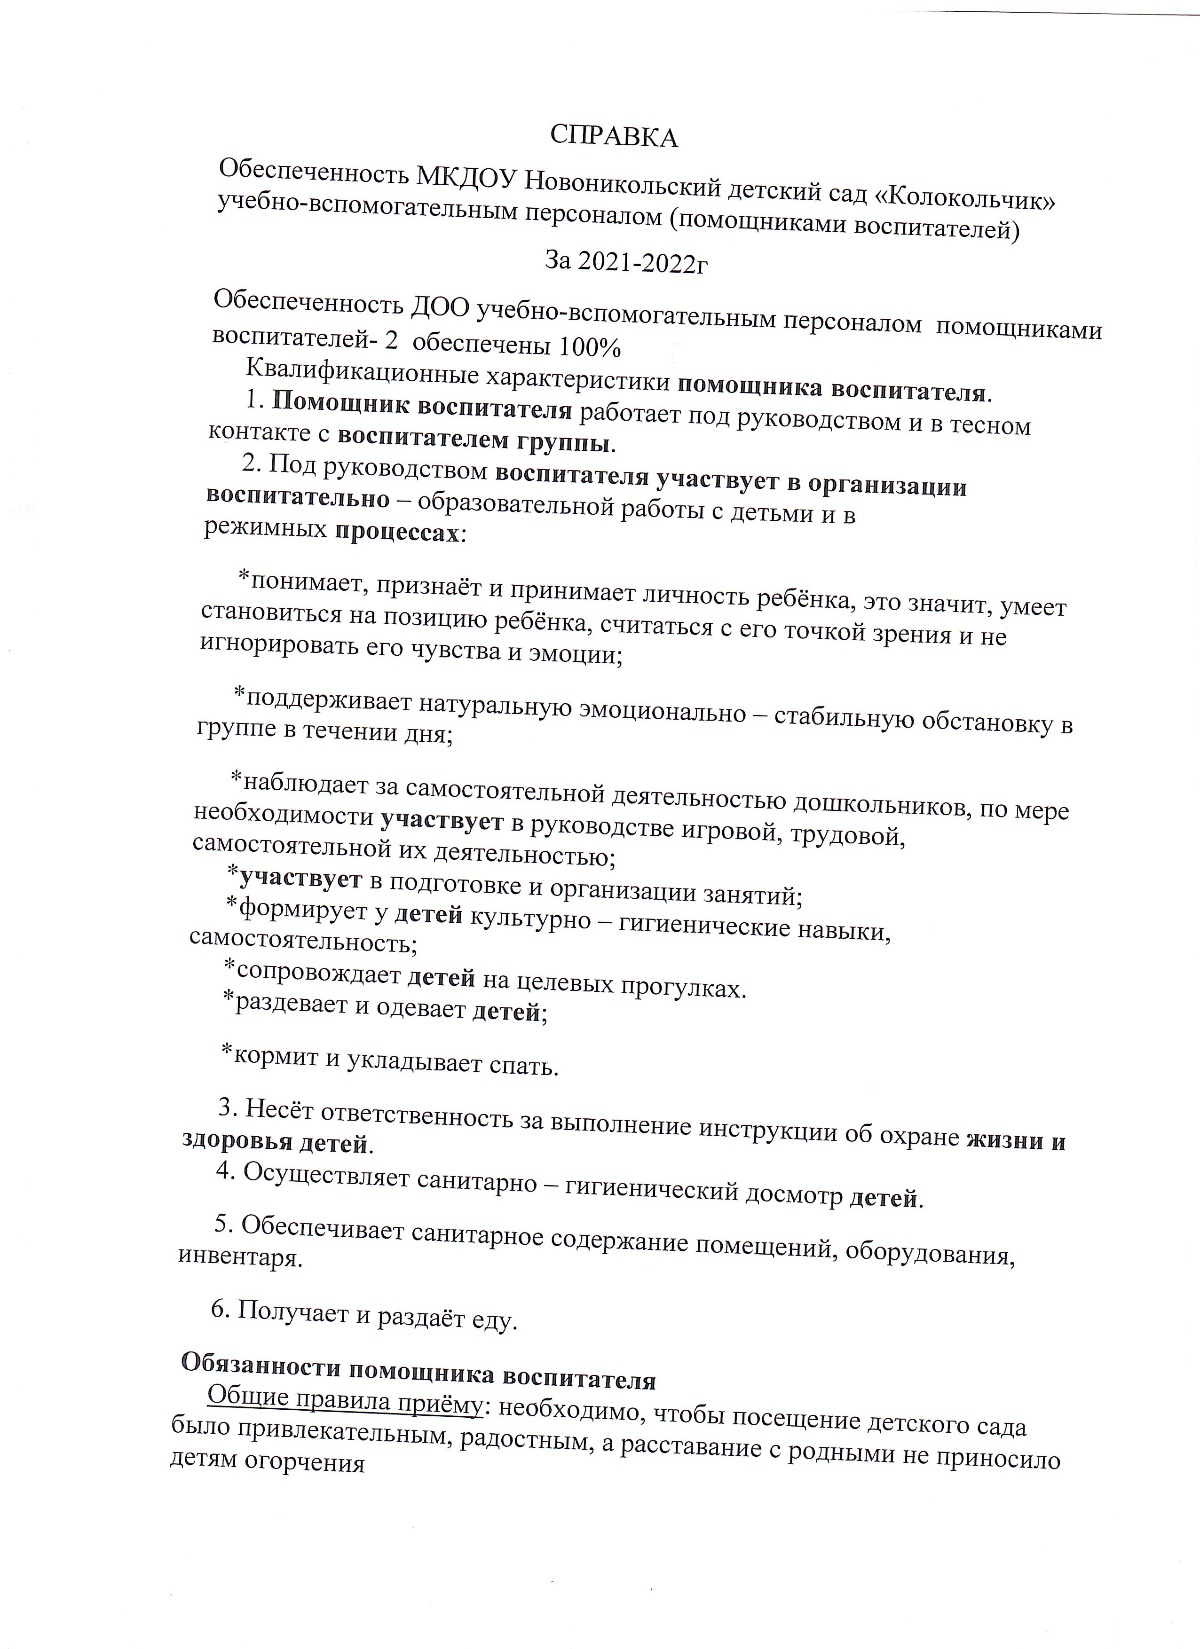 СПРАВКА
Обеспеченность МКДОУ Новоникольский детский сад «Колокольчик»
учебно-вспомогательным персоналом (помощниками воспитателей)
За 2021-2022г
Обеспеченность ДОО учебно-вспомогательным персоналом помощниками
воспитателей- 2 обеспечены 100%
Квалификационные характеристики помощника воспитателя.
1. Помощник воспитателя работает под руководством и в тесном
контакте с воспитателем группы.
2. Под руководством воспитателя участвует в организации
воспитательно – образовательной работы с детьми и в
режимных процессах:
*понимает, признаёт и принимает личность ребёнка, это значит, умеет
становиться на позицию ребёнка, считаться с его точкой зрения и не
игнорировать его чувства и эмоции;
*поддерживает натуральную эмоционально – стабильную обстановку в
группе в течении дня;
*наблюдает за самостоятельной деятельностью дошкольников, по мере
необходимости участвует в руководстве игровой, трудовой,
самостоятельной их деятельностью;
*участвует в подготовке и организации занятий;
*формирует у детей культурно – гигиенические навыки,
самостоятельность;
*сопровождает детей на целевых прогулках.
*раздевает и одевает детей;
*кормит и укладывает спать.
3. Несёт ответственность за выполнение инструкции об охране жизни и
здоровья детей.
4. Осуществляет санитарно – гигиенический досмотр детей.
5. Обеспечивает санитарное содержание помещений, оборудования,
инвентаря.
6. Получает и раздаёт еду.
Обязанности помощника воспитателя
Общие правила приёму: необходимо, чтобы посещение детского сада
было привлекательным, радостным, а расставание с родными не приносило
детям огорчения